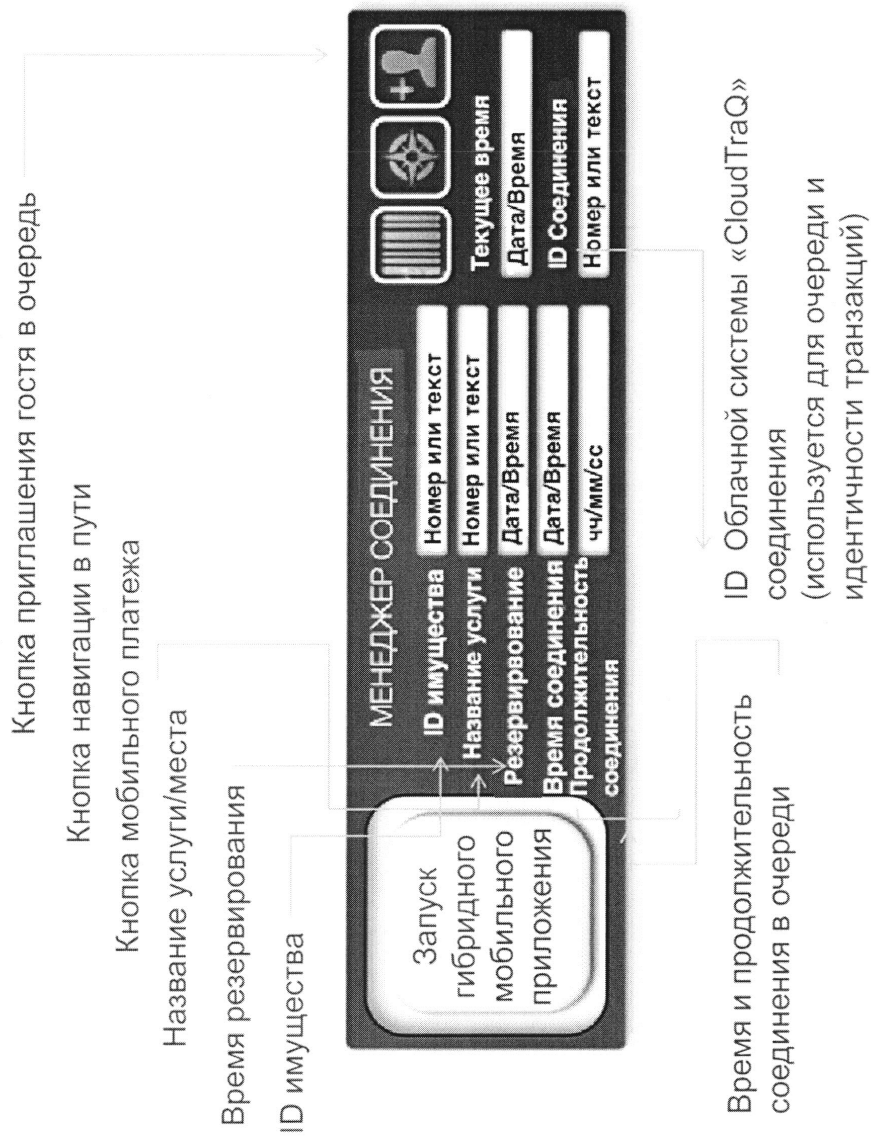 Кнопка приглашения гостя в очередь
Кнопка навигации в пути
Кнопка мобильного платежа
Название услуги/места
Время резервирования
ID имущества
Запуск
гибридного
мобильного
приложения
МЕНЕДЖЕР СОЕДИНЕНИЯ
ID имущества
Номер или текст
Название услуги
Номер или текст
Резервирвование
Дата/Время
Время соединения
Дата/Время
Продолжительность
соединения
чч/мм/сс
Текущее время
Дата/Время
ID Соединения
Номер или текст
Время и продолжительность
соединения в очереди
ID Облачной системы «CloudTraQ»
соединения
(используется для очереди и
идентичности транзакций)